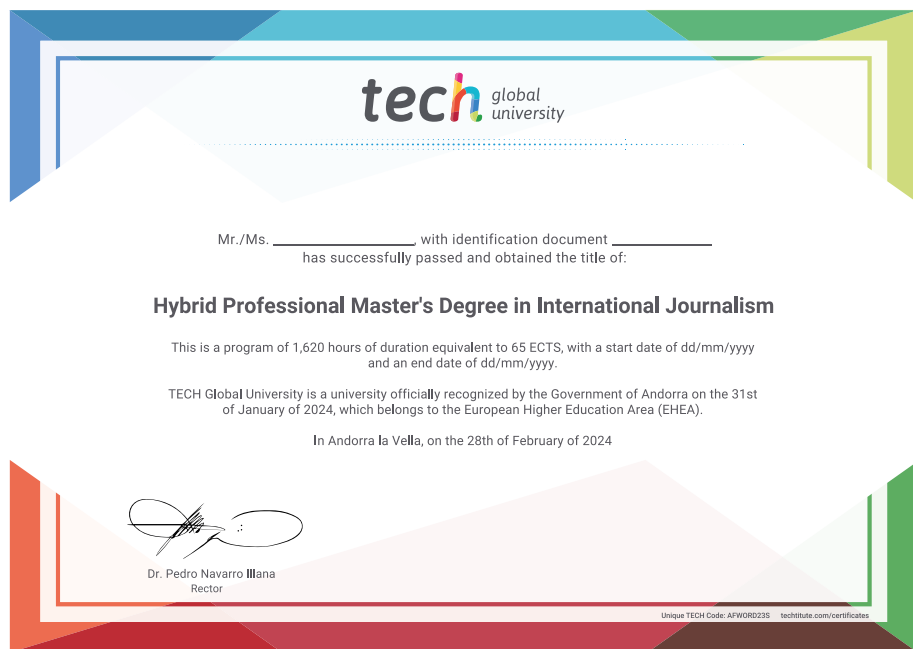 tech global university
Mr./Ms. ________________, with identification document ____________
has successfully passed and obtained the title of:
Hybrid Professional Master's Degree in International Journalism
This is a program of 1,620 hours of duration equivalent to 65 ECTS, with a start date of dd/mm/yyyy
and an end date of dd/mm/yyyy.
TECH Global University is a university officially recognized by the Government of Andorra on the 31st
of January of 2024, which belongs to the European Higher Education Area (EHEA).
In Andorra la Vella, on the 28th of February of 2024
Dr. Pedro Navarro Illana
Rector
Unique TECH Code: AFWORD23S techtitute.com/certificates